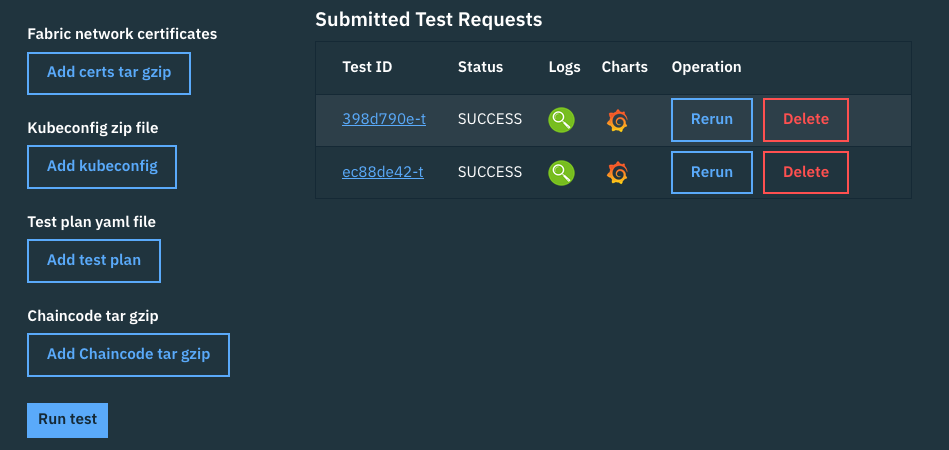 Fabric network certificates
Add certs tar gzip
Kubeconfig zip file
Add kubeconfig
Test plan yaml file
Add test plan
Chaincode tar gzip
Add Chaincode tar gzip
Run test
Submitted Test Requests
Test ID Status Logs Charts Operation
398d790e-t SUCCESS Rerun Delete
ec88de42-t SUCCESS Rerun Delete